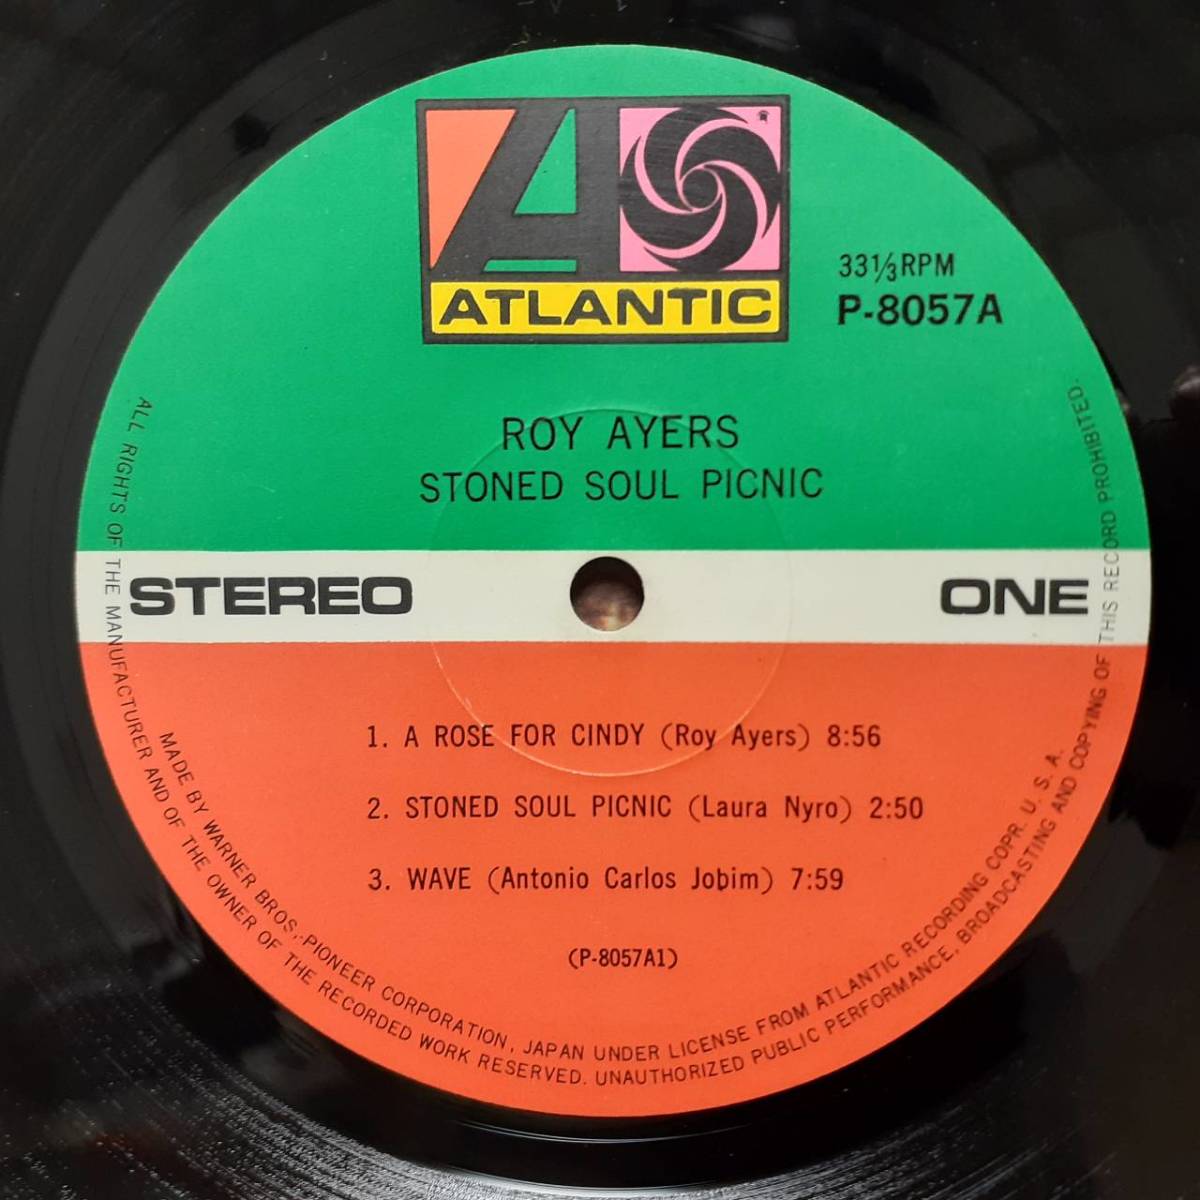 A
ATLANTIC
33⅓RPM
P-8057A
ROY AYERS
STONED SOUL PICNIC
STEREO
ONE
1. A ROSE FOR CINDY (Roy Ayers) 8:56
2. STONED SOUL PICNIC (Laura Nyro) 2:50
3. WAVE (Antonio Carlos Jobim) 7:59
(P-8057A1)
MADE BY WARNER BROS.-PIONEER CORPORATION, JAPAN UNDER LICENSE FROM ATLANTIC RECORDING COPR. U. S. A.
ALL RIGHTS OF THE MANUFACTURER AND OF THE OWNER OF THE RECORDED WORK RESERVED. UNAUTHORIZED PUBLIC PERFORMANCE, BROADCASTING AND COPYING OF THIS RECORD PROHIBITED.